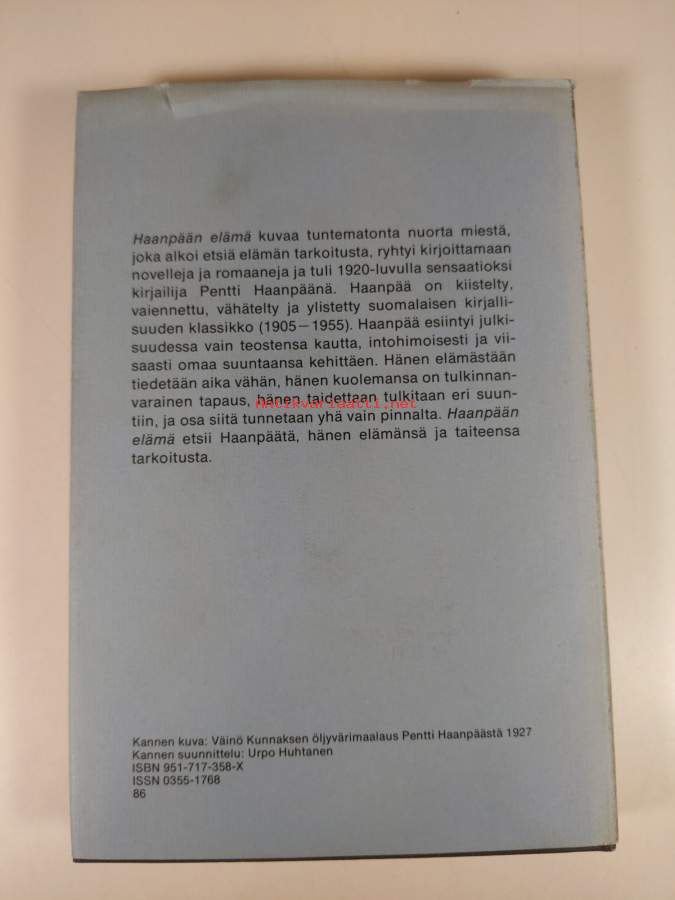 Haanpään elämä kuvaa tuntematonta nuorta miestä,
joka alkoi etsiä elämän tarkoitusta, ryhtyi kirjoittamaan
novelleja ja romaaneja ja tuli 1920-luvulla sensaatioksi
kirjailija Pentti Haanpäänä. Haanpää on kiistelty,
vaiennettu, vähätelty ja ylistetty suomalaisen kirjalli-
suuden klassikko (1905–1955). Haanpää esiintyi julki-
suudessa vain teostensa kautta, intohimoisesti ja vii-
saasti omaa suuntaansa kehittäen. Hänen elämästään
tiedetään aika vähän, hänen kuolemansa on tulkinnan-
varainen tapaus, hänen taidettaan tulkitaan eri suun-
antikvariaatti.net
tiin, ja osa siitä tunnetaan yhä vain pinnalta. Haanpään
elämä etsii Haanpäätä, hänen elämänsä ja taiteensa
tarkoitusta.
Kannen kuva: Väinö Kunnaksen öljyvärimaalaus Pentti Haanpäästä 1927
Kannen suunnittelu: Urpo Huhtanen
ISBN 951-717-358-X
ISSN 0355-1768
86